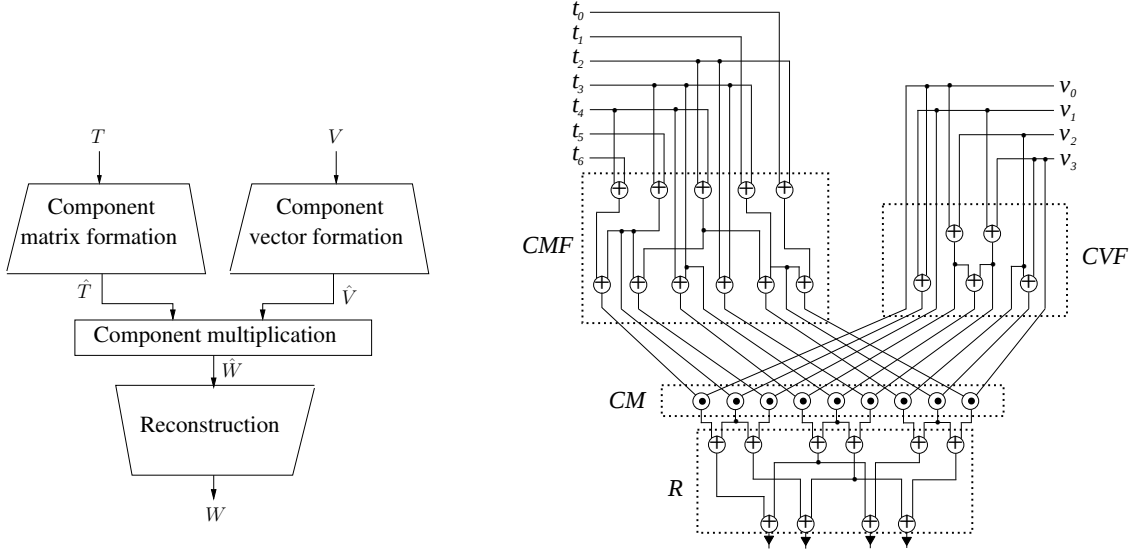 T
V
Component
matrix formation
Component
vector formation
T̂
V̂
Component multiplication
Ŵ
Reconstruction
W
t₀
t₁
t₂
t₃
t₄
t₅
t₆
v₀
v₁
v₂
v₃
CMF
CVF
CM
R